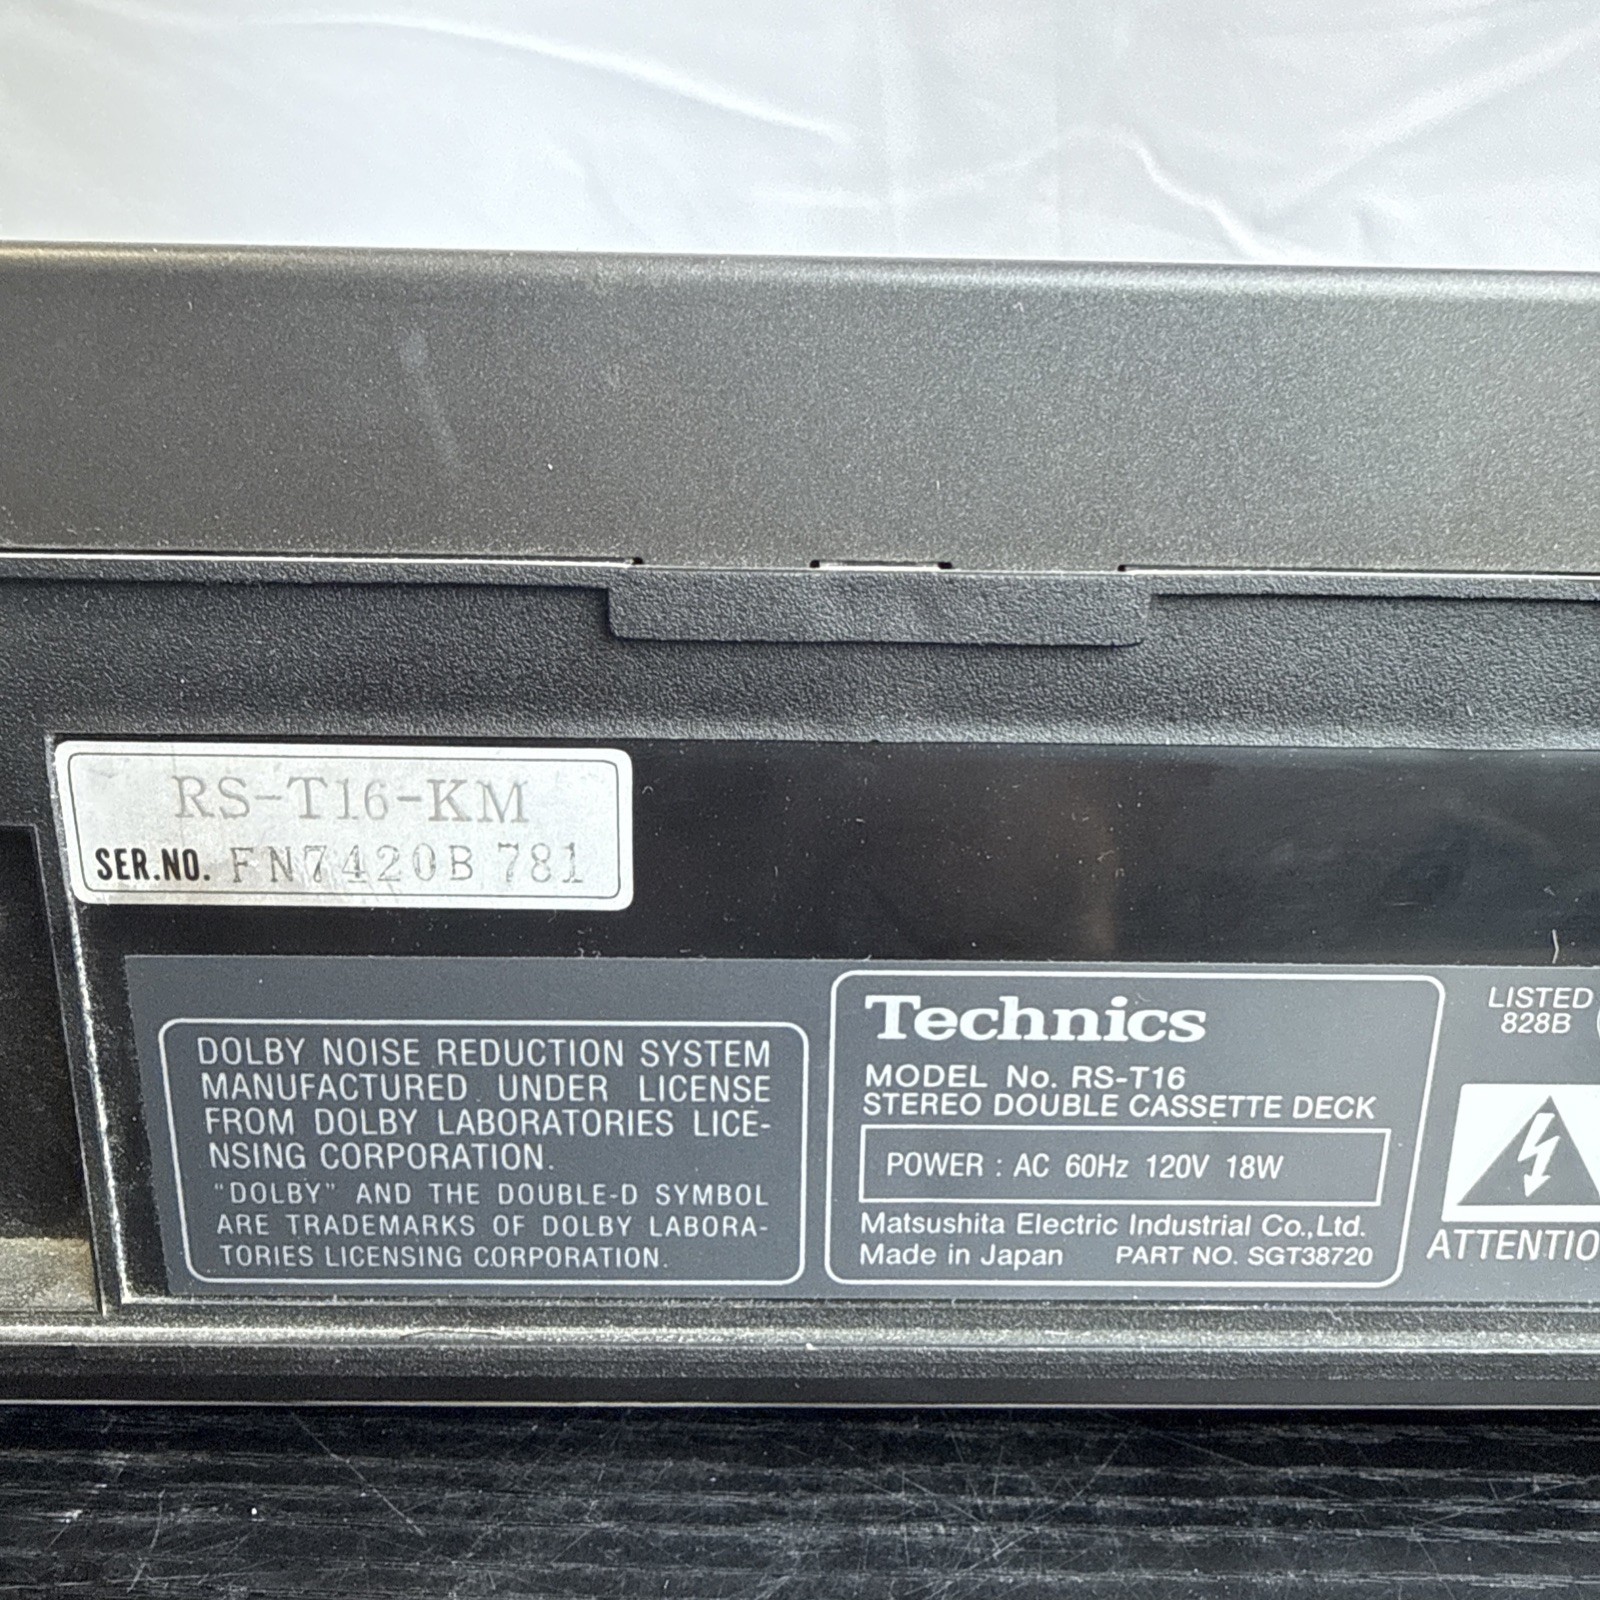 RS-T16-KM
SER.NO. FN7420B781
DOLBY NOISE REDUCTION SYSTEM
MANUFACTURED UNDER LICENSE
FROM DOLBY LABORATORIES LICE-
NSING CORPORATION.
"DOLBY" AND THE DOUBLE-D SYMBOL
ARE TRADEMARKS OF DOLBY LABORA-
TORIES LICENSING CORPORATION.
Technics
MODEL No. RS-T16
STEREO DOUBLE CASSETTE DECK
POWER : AC 60Hz 120V 18W
Matsushita Electric Industrial Co.,Ltd.
Made in Japan PART NO. SGT38720
LISTED
828B
ATTENTIO